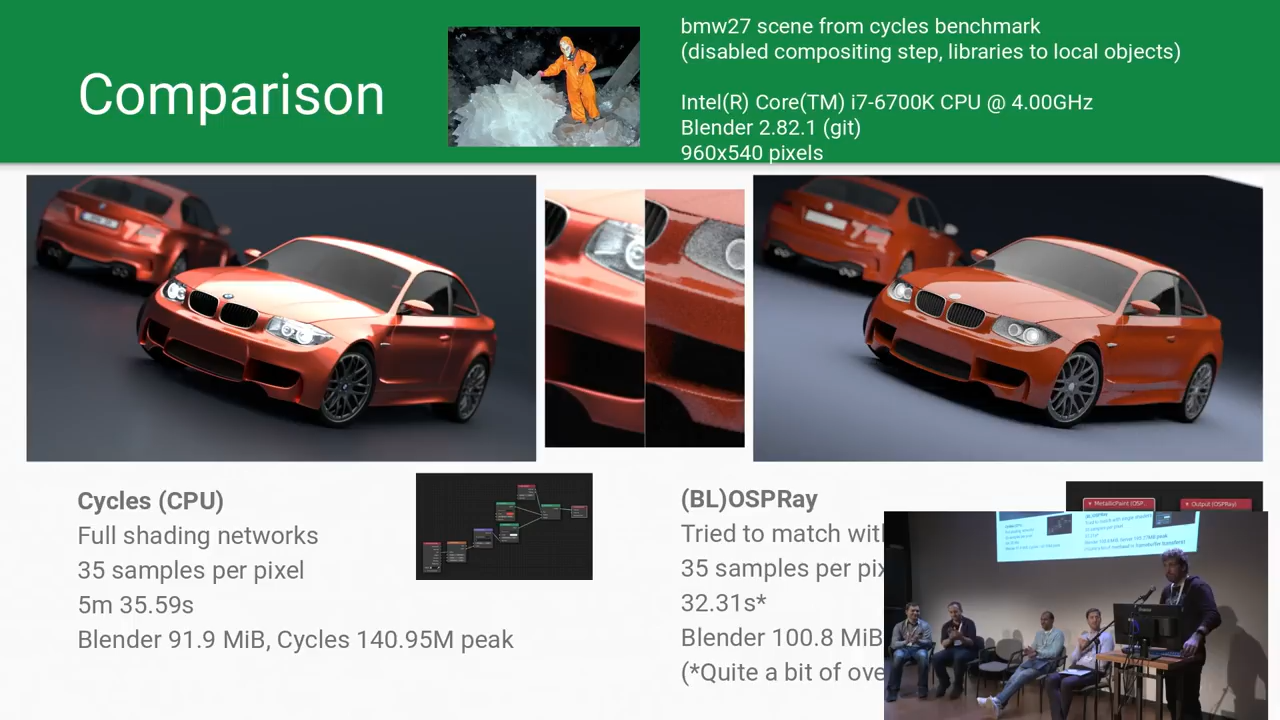 Comparison
bmw27 scene from cycles benchmark
(disabled compositing step, libraries to local objects)
Intel(R) Core(TM) i7-6700K CPU @ 4.00GHz
Blender 2.82.1 (git)
960x540 pixels
Cycles (CPU)
Full shading networks
35 samples per pixel
5m 35.59s
Blender 91.9 MiB, Cycles 140.95M peak
(BL)OSPRay
Tried to match with
35 samples per
32.31s*
Blender 100.8 MiB
(*Quite a bit of
MetallicPaint (OSP...
Output (OSPRay)